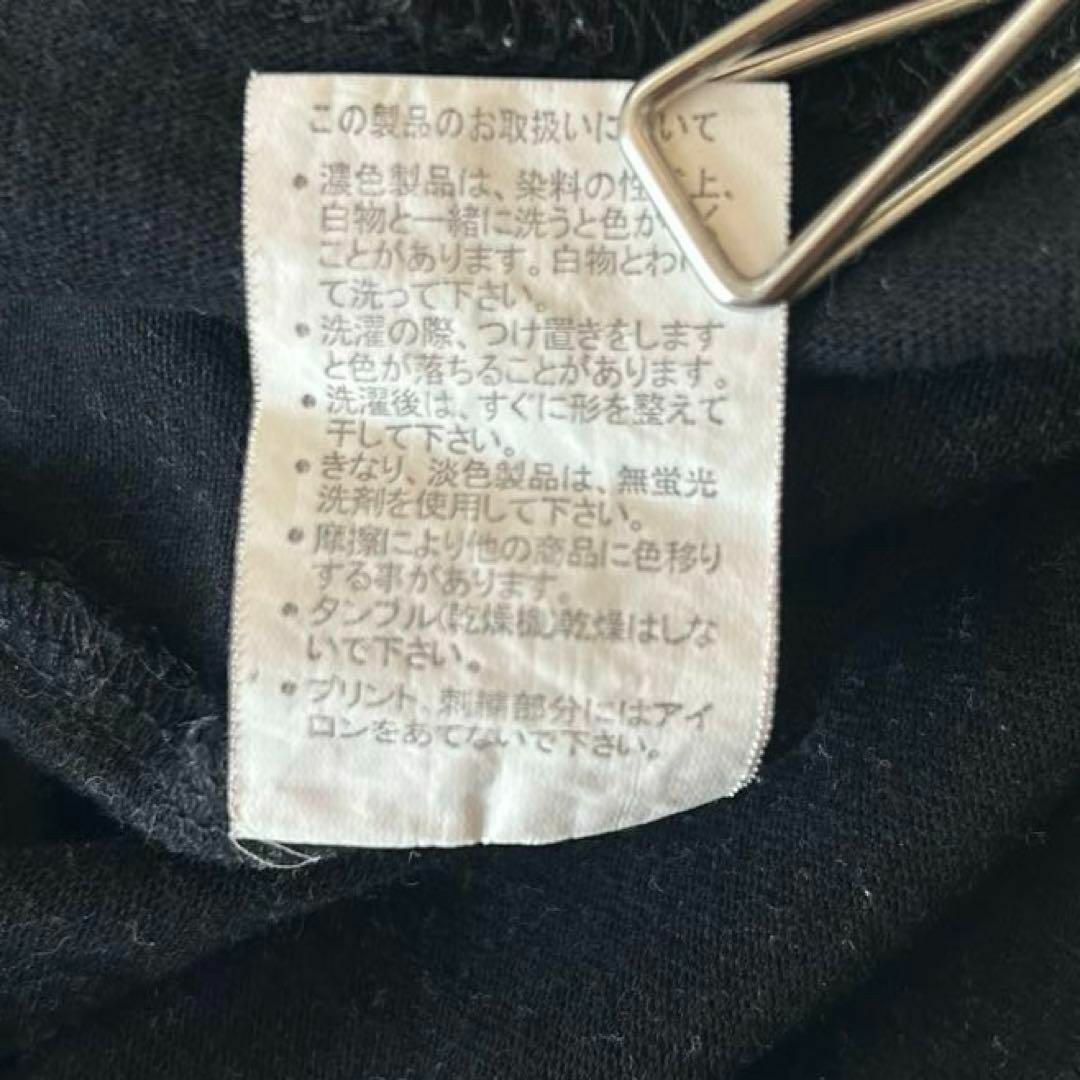 この製品のお取扱いに いて
・濃色製品は、染料の性 上、
白物と一緒に洗うと色が く
ことがあります。白物とわ
て洗って下さい。
・洗濯の際、つけ置きをします
と色が落ちることがあります。
・洗濯後は、すぐに形を整えて
干して下さい。
・きなり、淡色製品は、無蛍光
洗剤を使用して下さい。
・摩擦により他の商品に色移り
する事があります。
・タンブル(乾燥機)乾燥はしな
いで下さい。
・プリント、刺繍部分にはアイ
ロンをあてないで下さい。